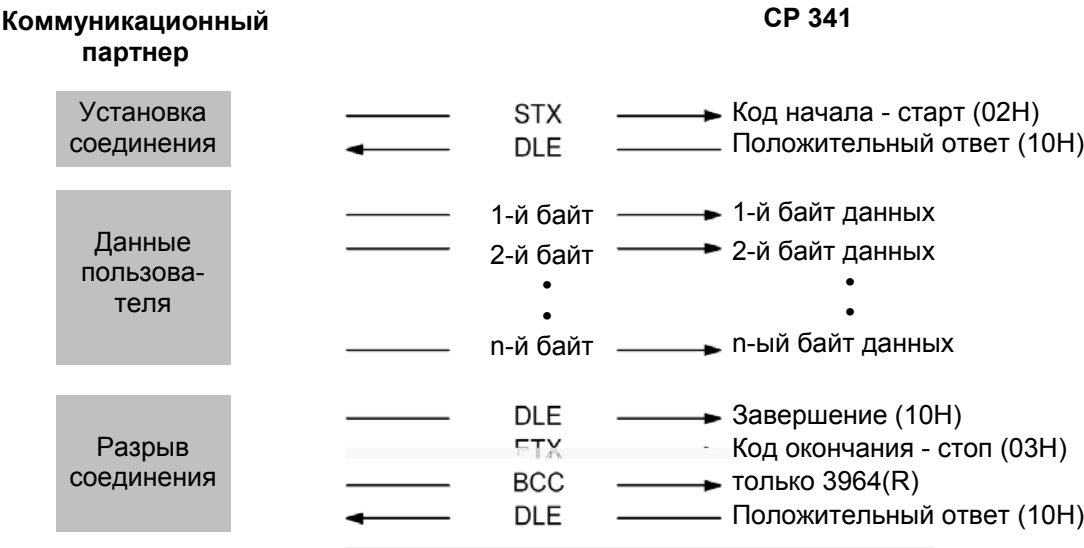 Коммуникационный партнер
CP 341
Установка соединения
STX
Код начала - старт (02H)
DLE
Положительный ответ (10H)
Данные пользова-
теля
1-й байт
1-й байт данных
2-й байт
2-й байт данных
n-й байт
n-ый байт данных
Разрыв соединения
DLE
Завершение (10H)
ETX
Код окончания - стоп (03H)
BCC
только 3964(R)
DLE
Положительный ответ (10H)